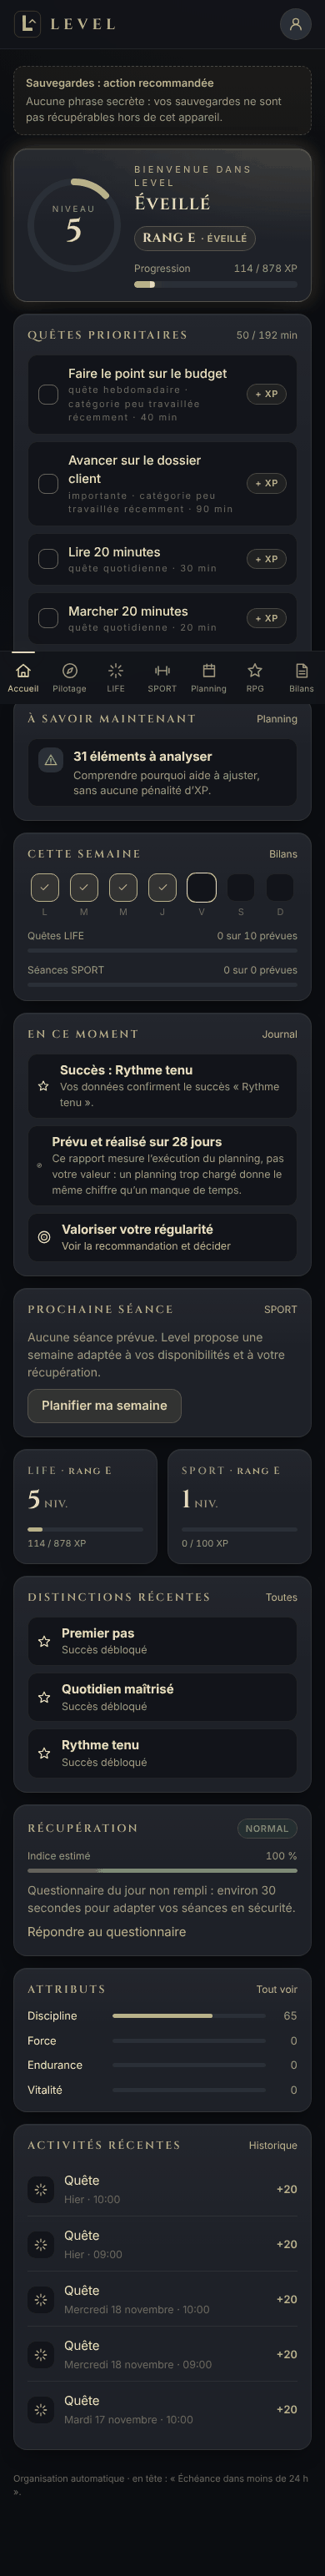 LEVEL
Sauvegardes : action recommandée
Aucune phrase secrète : vos sauvegardes ne sont
pas récupérables hors de cet appareil.
BIENVENUE DANS
LEVEL
NIVEAU
5
ÉVEILLÉ
RANG E · ÉVEILLÉ
Progression 114 / 878 XP
QUÊTES PRIORITAIRES 50 / 192 min
Faire le point sur le budget
quête hebdomadaire ·
catégorie peu travaillée
récemment · 40 min
+ XP
Avancer sur le dossier
client
importante · catégorie peu
travaillée récemment · 90 min
+ XP
Lire 20 minutes
quête quotidienne · 30 min
+ XP
Marcher 20 minutes
quête quotidienne · 20 min
+ XP
Accueil Pilotage LIFE SPORT Planning RPG Bilans
À SAVOIR MAINTENANT Planning
31 éléments à analyser
Comprendre pourquoi aide à ajuster,
sans aucune pénalité d'XP.
CETTE SEMAINE Bilans
L M M J V S D
Quêtes LIFE 0 sur 10 prévues
Séances SPORT 0 sur 0 prévues
EN CE MOMENT Journal
Succès : Rythme tenu
Vos données confirment le succès « Rythme
tenu ».
Prévu et réalisé sur 28 jours
Ce rapport mesure l'exécution du planning, pas
votre valeur : un planning trop chargé donne le
même chiffre qu'un manque de temps.
Valoriser votre régularité
Voir la recommandation et décider
PROCHAINE SÉANCE SPORT
Aucune séance prévue. Level propose une
semaine adaptée à vos disponibilités et à votre
récupération.
Planifier ma semaine
LIFE · RANG E
5 NIV.
114 / 878 XP
SPORT · RANG E
1 NIV.
0 / 100 XP
DISTINCTIONS RÉCENTES Toutes
Premier pas
Succès débloqué
Quotidien maîtrisé
Succès débloqué
Rythme tenu
Succès débloqué
RÉCUPÉRATION NORMAL
Indice estimé 100 %
Questionnaire du jour non rempli : environ 30
secondes pour adapter vos séances en sécurité.
Répondre au questionnaire
ATTRIBUTS Tout voir
Discipline 65
Force 0
Endurance 0
Vitalité 0
ACTIVITÉS RÉCENTES Historique
Quête
Hier · 10:00
+20
Quête
Hier · 09:00
+20
Quête
Mercredi 18 novembre · 10:00
+20
Quête
Mercredi 18 novembre · 09:00
+20
Quête
Mardi 17 novembre · 10:00
+20
Organisation automatique · en tête : « Échéance dans moins de 24 h
».